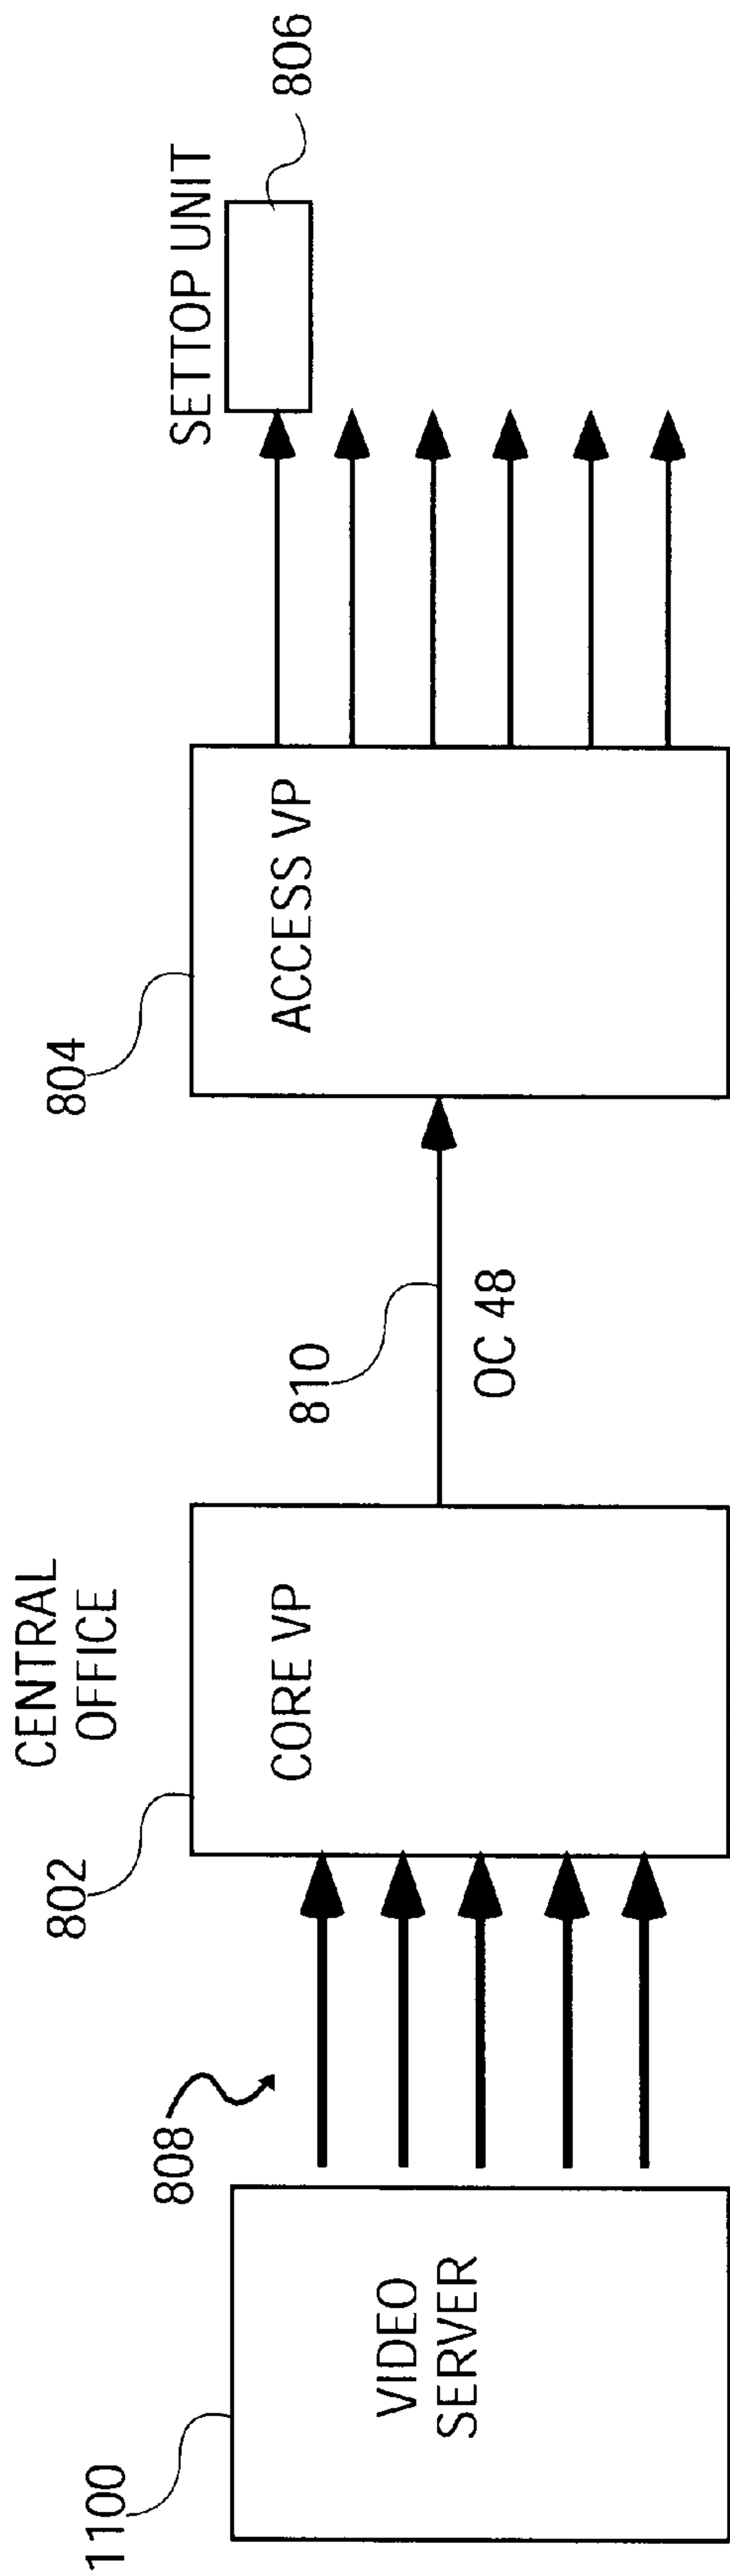 1100
VIDEO
SERVER
808
CENTRAL
OFFICE
802
CORE VP
810
OC 48
804
ACCESS VP
SETTOP UNIT
806